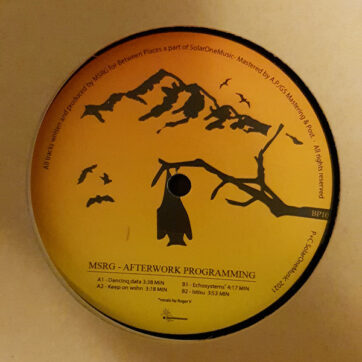 All tracks written and produced by MSRG for Between Places a part of SolarOneMusic - Mastered by A.P./GS Mastering & Post. - All rights reserved
BP10
P+C SolarOneMusic 2021
MSRG - AFTERWORK PROGRAMMING
A1 - Dancing data 3:38 MIN
A2 - Keep on wshn 3:18 MIN
B1 - Echosystems* 4:17 MIN
B2 - 3:53 MIN
*vocals by Roger V